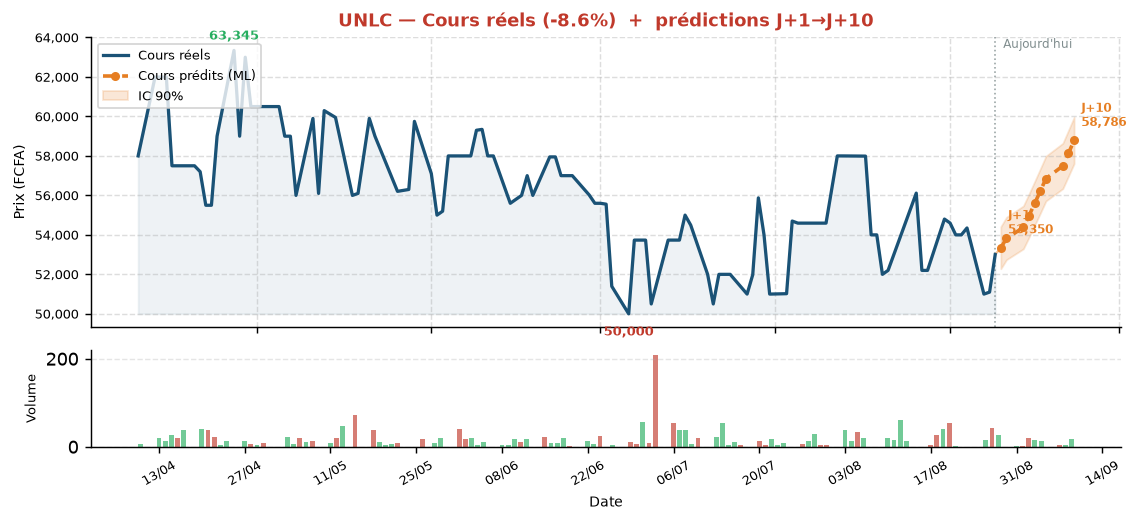 UNLC — Cours réels (-8.6%)  +  prédictions J+1→J+10
63,345
Aujourd'hui
Cours réels
Cours prédits (ML)
IC 90%
Prix (FCFA)
64,000
62,000
60,000
58,000
56,000
54,000
52,000
50,000
J+10
58,786
J+1
53,350
50,000
Volume
200
0
13/04
27/04
11/05
25/05
08/06
22/06
06/07
20/07
03/08
17/08
31/08
14/09
Date